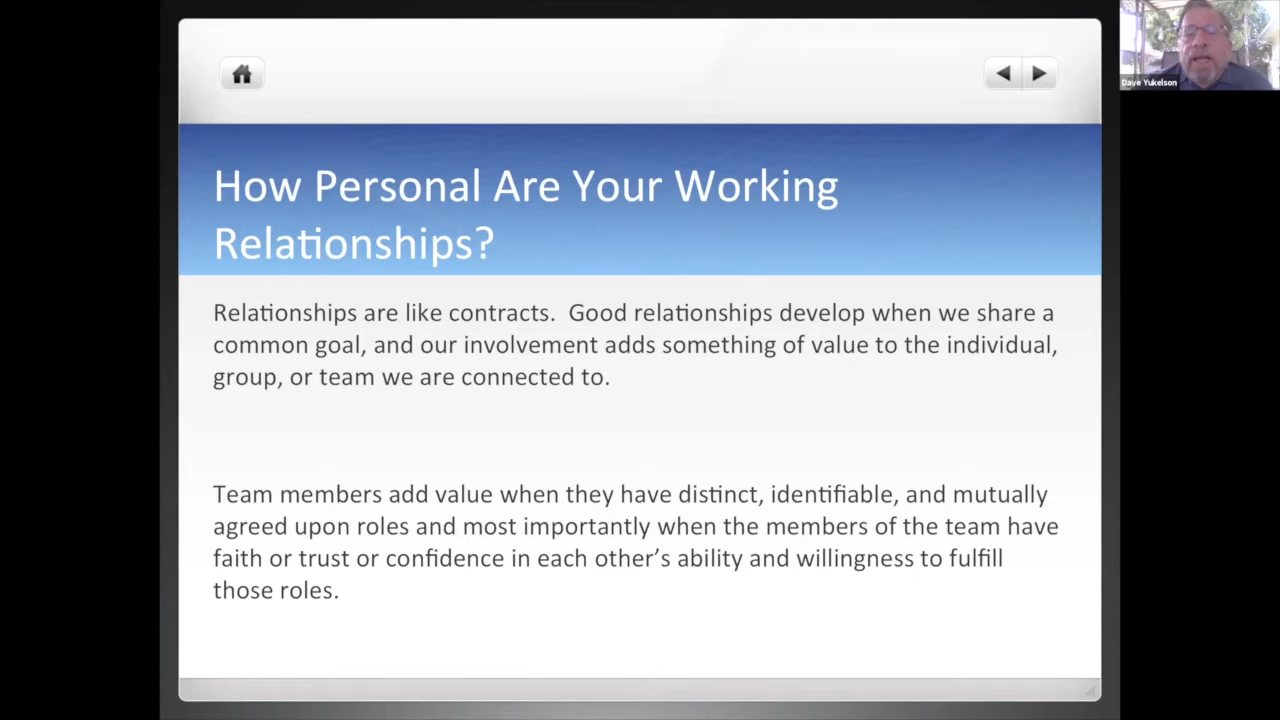 Dave Yukelson
How Personal Are Your Working
Relationships?
Relationships are like contracts.  Good relationships develop when we share a
common goal, and our involvement adds something of value to the individual,
group, or team we are connected to.
Team members add value when they have distinct, identifiable, and mutually
agreed upon roles and most importantly when the members of the team have
faith or trust or confidence in each other’s ability and willingness to fulfill
those roles.